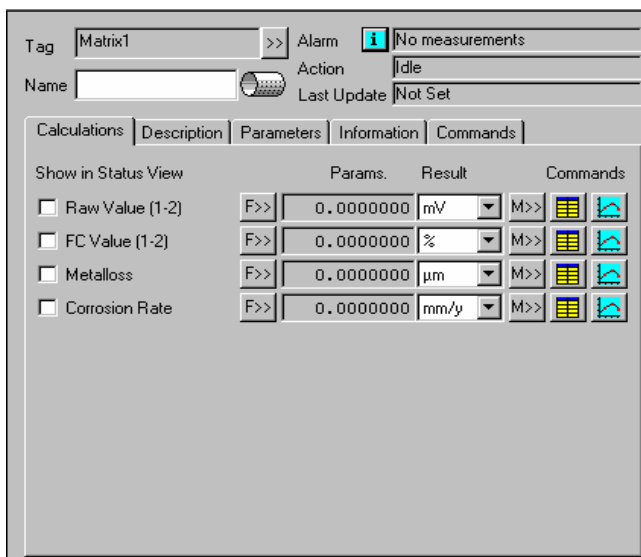 Tag Matrix1 >> Alarm i No measurements
Action Idle
Name Last Update Not Set
Calculations Description Parameters Information Commands
Show in Status View Params. Result Commands
Raw Value (1-2) F>> 0.0000000 mV M>>
FC Value (1-2) F>> 0.0000000 % M>>
Metalloss F>> 0.0000000 µm M>>
Corrosion Rate F>> 0.0000000 mm/y M>>